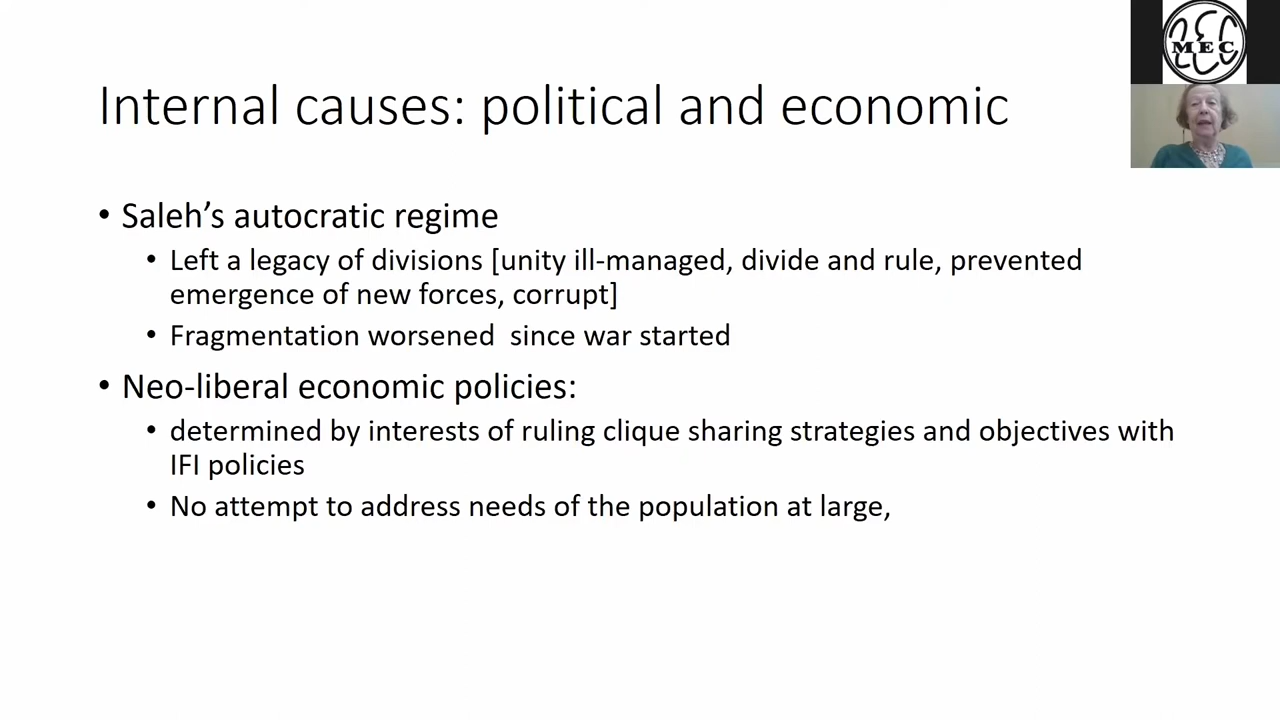 MEC
Internal causes: political and economic
• Saleh’s autocratic regime
• Left a legacy of divisions [unity ill-managed, divide and rule, prevented
emergence of new forces, corrupt]
• Fragmentation worsened  since war started
• Neo-liberal economic policies:
• determined by interests of ruling clique sharing strategies and objectives with
IFI policies
• No attempt to address needs of the population at large,